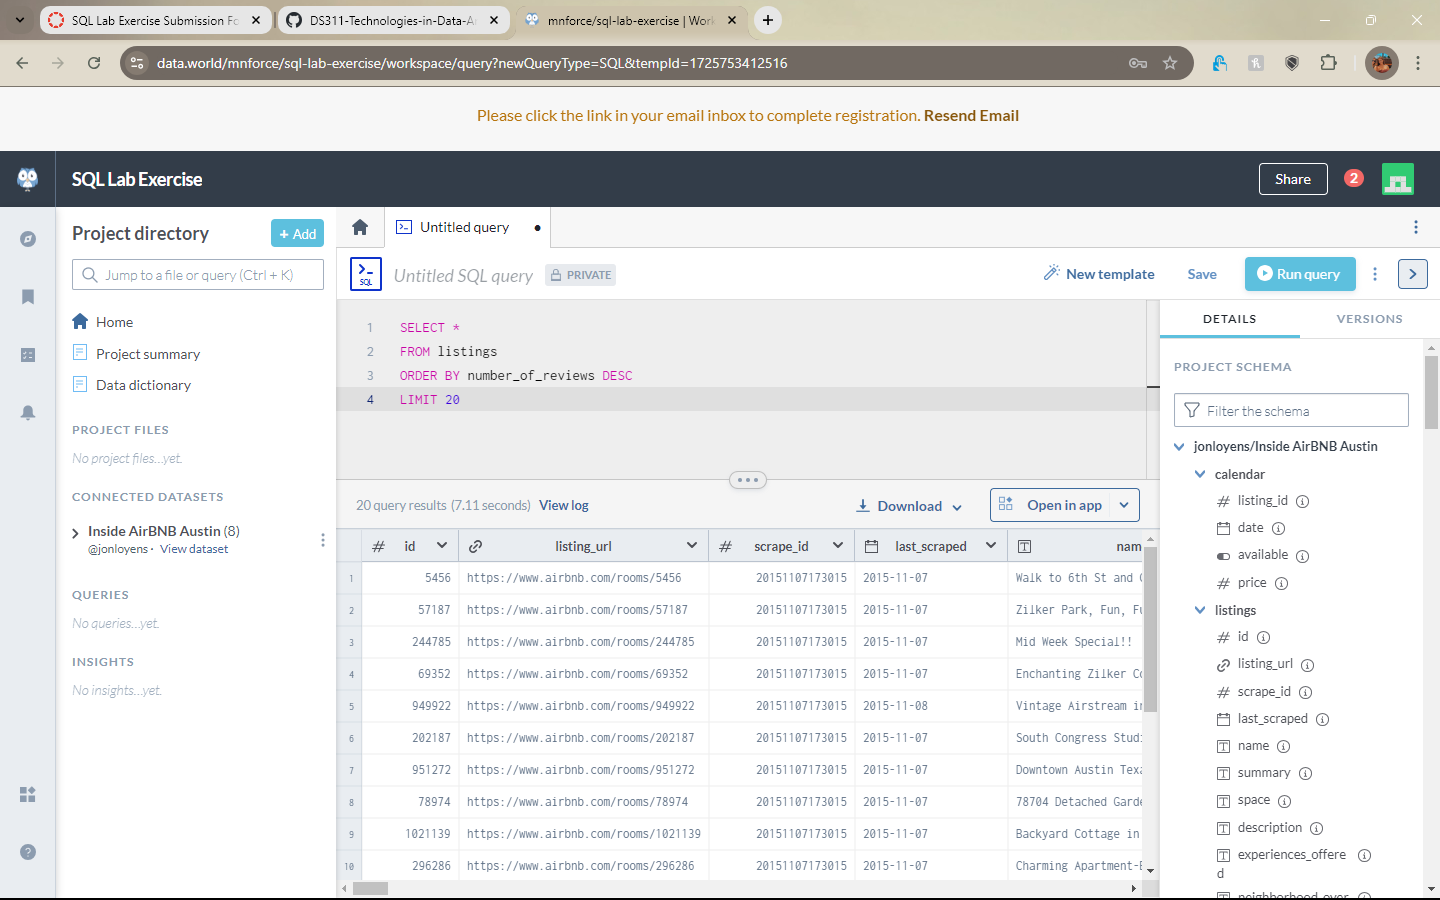 SQL Lab Exercise Submission Fo
DS311-Technologies-in-Data-An
mnforce/sql-lab-exercise | Work
data.world/mnforce/sql-lab-exercise/workspace/query?newQueryType=SQL&tempId=1725753412516
Please click the link in your email inbox to complete registration. Resend Email
SQL Lab Exercise
Share
2
Project directory
+ Add
Jump to a file or query (Ctrl + K)
Home
Project summary
Data dictionary
PROJECT FILES
No project files...yet.
CONNECTED DATASETS
Inside AirBNB Austin (8)
@jonloyens · View dataset
QUERIES
No queries...yet.
INSIGHTS
No insights...yet.
Untitled query
SQL
Untitled SQL query
PRIVATE
New template
Save
Run query
1 SELECT *
2 FROM listings
3 ORDER BY number_of_reviews DESC
4 LIMIT 20
20 query results (7.11 seconds) View log
Download
Open in app
# id listing_url # scrape_id last_scraped T nam
1 5456 https://www.airbnb.com/rooms/5456 20151107173015 2015-11-07 Walk to 6th St and
2 57187 https://www.airbnb.com/rooms/57187 20151107173015 2015-11-07 Zilker Park, Fun,
3 244785 https://www.airbnb.com/rooms/244785 20151107173015 2015-11-07 Mid Week Special!!
4 69352 https://www.airbnb.com/rooms/69352 20151107173015 2015-11-07 Enchanting Zilker
5 949922 https://www.airbnb.com/rooms/949922 20151107173015 2015-11-08 Vintage Airstream
6 202187 https://www.airbnb.com/rooms/202187 20151107173015 2015-11-07 South Congress Studi
7 951272 https://www.airbnb.com/rooms/951272 20151107173015 2015-11-07 Downtown Austin Texa
8 78974 https://www.airbnb.com/rooms/78974 20151107173015 2015-11-07 78704 Detached Garde
9 1021139 https://www.airbnb.com/rooms/1021139 20151107173015 2015-11-07 Backyard Cottage in
10 296286 https://www.airbnb.com/rooms/296286 20151107173015 2015-11-07 Charming Apartment-
DETAILS
VERSIONS
PROJECT SCHEMA
Filter the schema
jonloyens/Inside AirBNB Austin
calendar
# listing_id
date
available
# price
listings
# id
listing_url
# scrape_id
last_scraped
T name
T summary
T space
T description
T experiences_offere
d